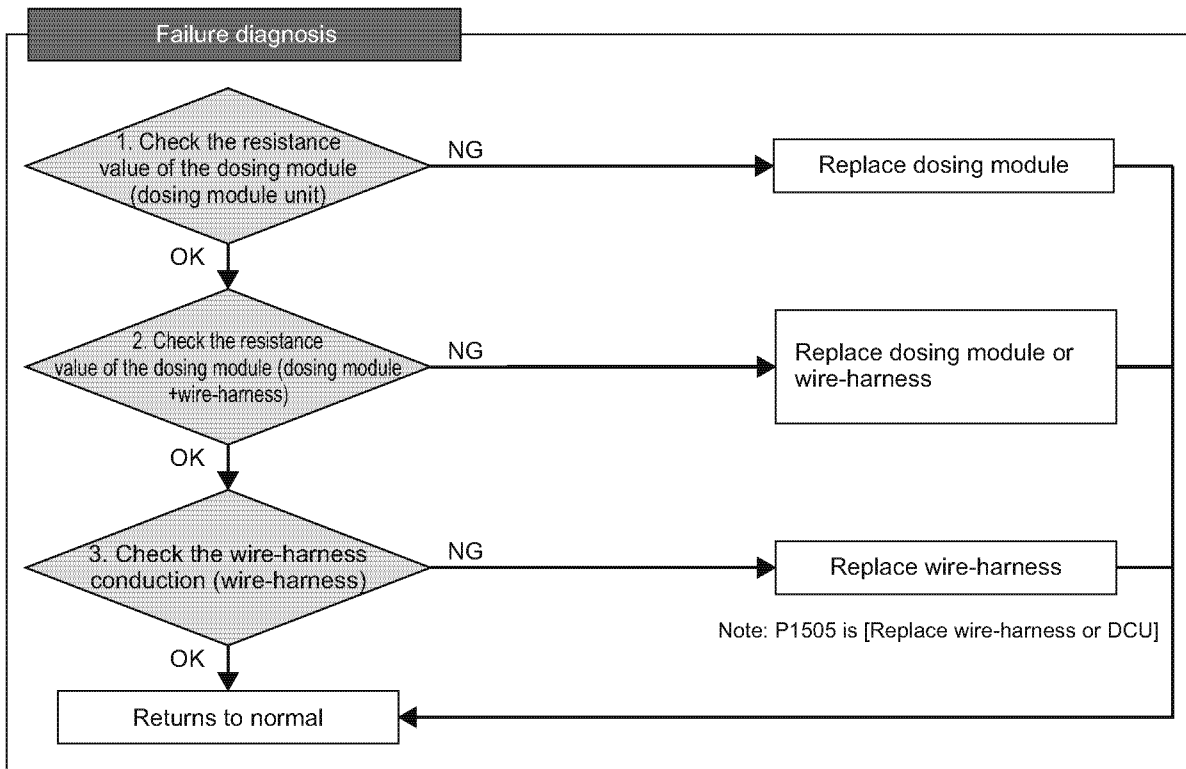 Failure diagnosis
1. Check the resistance
value of the dosing module
(dosing module unit)
NG
Replace dosing module
OK
2. Check the resistance
value of the dosing module (dosing module
+wire-harness)
NG
Replace dosing module or
wire-harness
OK
3. Check the wire-harness
conduction (wire-harness)
NG
Replace wire-harness
Note: P1505 is [Replace wire-harness or DCU]
OK
Returns to normal